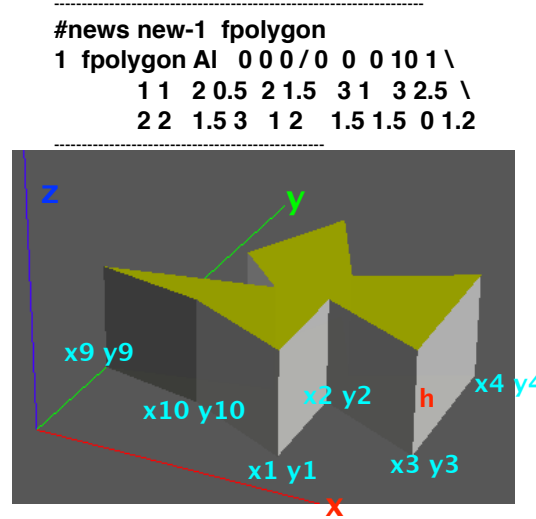 -------------------------------------------------------------------
#news new-1 fpolygon
1 fpolygon Al 0 0 0 / 0 0 0 10 1 \
1 1 2 0.5 2 1.5 3 1 3 2.5 \
2 2 1.5 3 1 2 1.5 1.5 0 1.2
-------------------------------------------------
z
y
x9 y9
x10 y10
x2 y2
h
x4 y4
x1 y1
x3 y3
x